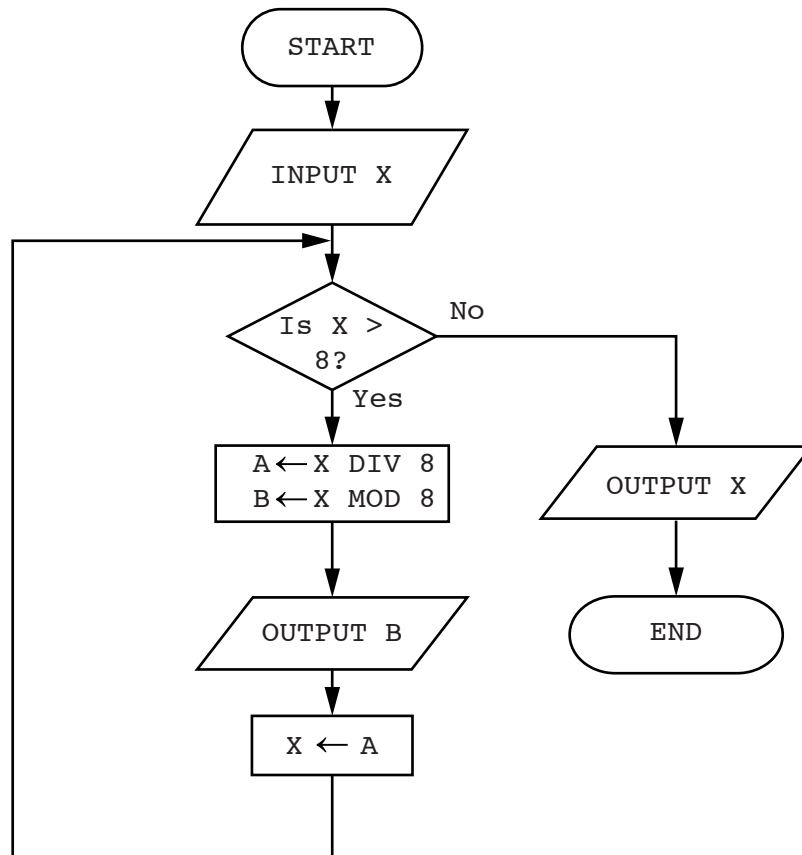 START
INPUT X
Is X >
8?
No
Yes
A ← X DIV 8
B ← X MOD 8
OUTPUT X
OUTPUT B
END
X ← A